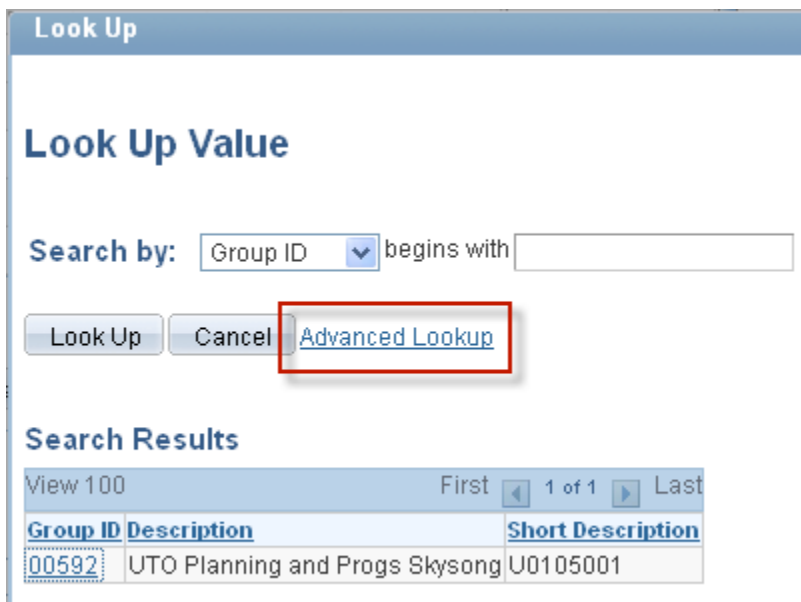 Look Up
Look Up Value
Search by: Group ID begins with
Look Up Cancel Advanced Lookup
Search Results
View 100 First 1 of 1 Last
Group ID Description Short Description
00592 UTO Planning and Progs Skysong U0105001